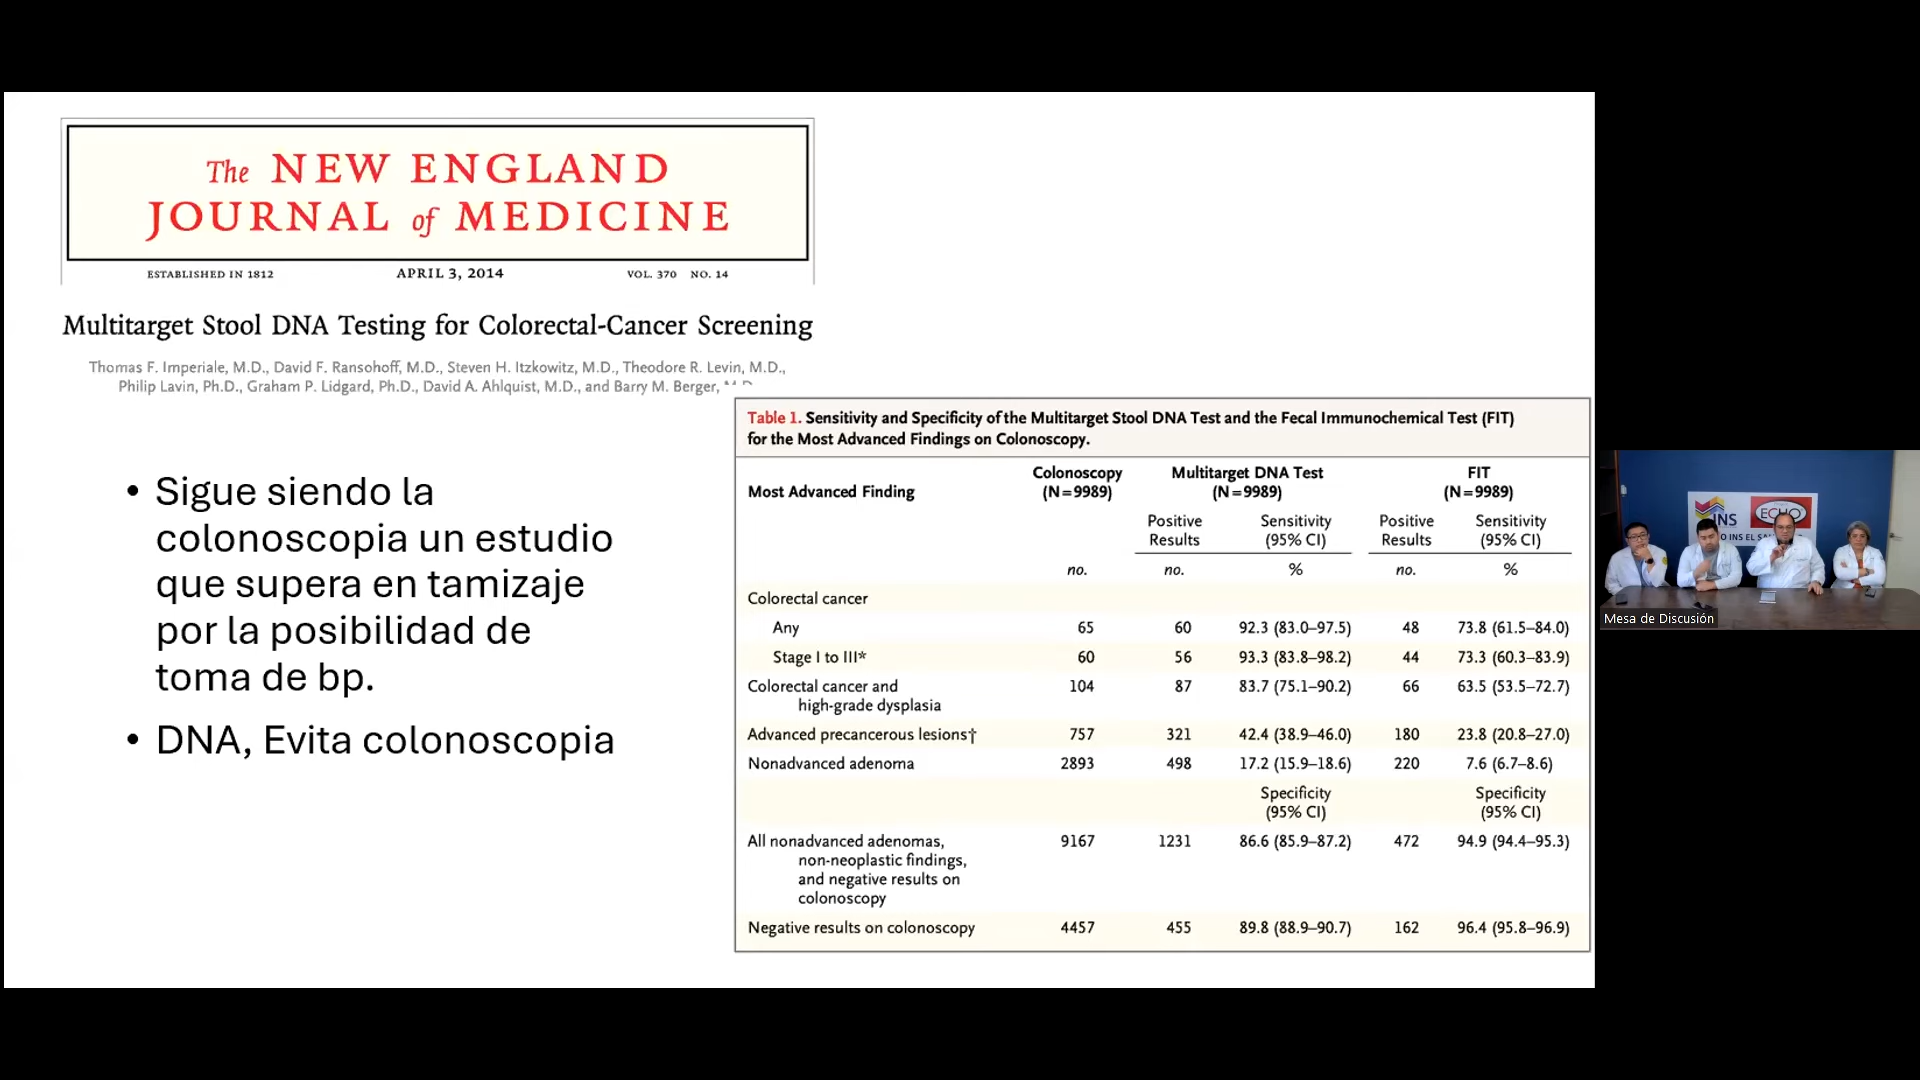 The NEW ENGLAND
JOURNAL of MEDICINE
ESTABLISHED IN 1812 APRIL 3, 2014 VOL. 370 NO. 14
Multitarget Stool DNA Testing for Colorectal-Cancer Screening
Thomas F. Imperiale, M.D., David F. Ransohoff, M.D., Steven H. Itzkowitz, M.D., Theodore R. Levin, M.D.,
Philip Lavin, Ph.D., Graham P. Lidgard, Ph.D., David A. Ahlquist, M.D., and Barry M. Berger, M.D.
• Sigue siendo la
colonoscopia un estudio
que supera en tamizaje
por la posibilidad de
toma de bp.
• DNA, Evita colonoscopia
Table 1. Sensitivity and Specificity of the Multitarget Stool DNA Test and the Fecal Immunochemical Test (FIT)
for the Most Advanced Findings on Colonoscopy.
Most Advanced Finding Colonoscopy (N=9989) Multitarget DNA Test (N=9989) FIT (N=9989)
Positive Results Sensitivity (95% CI) Positive Results Sensitivity (95% CI)
no. no. % no. %
Colorectal cancer
Any 65 60 92.3 (83.0–97.5) 48 73.8 (61.5–84.0)
Stage I to III* 60 56 93.3 (83.8–98.2) 44 73.3 (60.3–83.9)
Colorectal cancer and 104 87 83.7 (75.1–90.2) 66 63.5 (53.5–72.7)
high-grade dysplasia
Advanced precancerous lesions† 757 321 42.4 (38.9–46.0) 180 23.8 (20.8–27.0)
Nonadvanced adenoma 2893 498 17.2 (15.9–18.6) 220 7.6 (6.7–8.6)
Specificity (95% CI) Specificity (95% CI)
All nonadvanced adenomas, 9167 1231 86.6 (85.9–87.2) 472 94.9 (94.4–95.3)
non-neoplastic findings,
and negative results on
colonoscopy
Negative results on colonoscopy 4457 455 89.8 (88.9–90.7) 162 96.4 (95.8–96.9)
INS
ECHO
INS EL
Mesa de Discusión